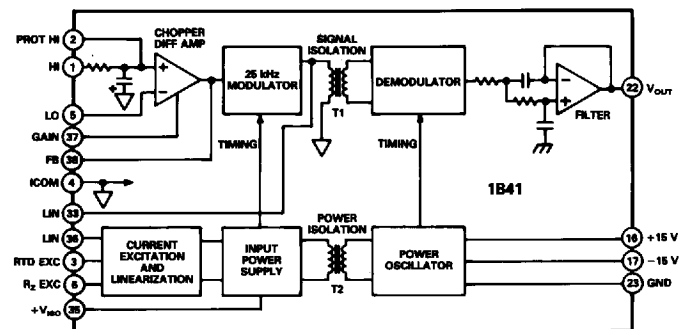 PROT HI 2
HI 1
LO 5
GAIN 37
FB 38
ICOM 4
LIN 33
LIN 36
RTD EXC 3
RZ EXC 6
+VISO 35
CHOPPER
DIFF AMP
+
−
+
25 kHz
MODULATOR
SIGNAL
ISOLATION
T1
DEMODULATOR
−
+
FILTER
22 VOUT
TIMING
TIMING
1B41
CURRENT
EXCITATION
AND
LINEARIZATION
INPUT
POWER
SUPPLY
POWER
ISOLATION
T2
POWER
OSCILLATOR
16 +15 V
17 −15 V
23 GND